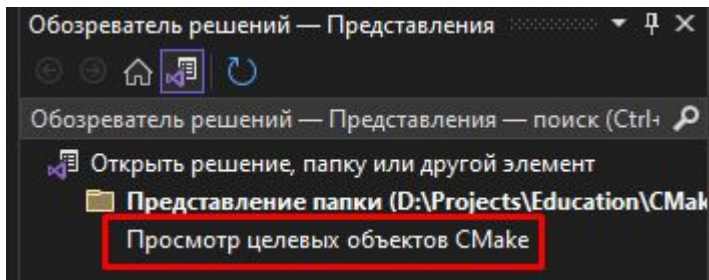 Обозреватель решений — Представления
Обозреватель решений — Представления — поиск (Ctrl+
Открыть решение, папку или другой элемент
Представление папки (D:\Projects\Education\CMak
Просмотр целевых объектов CMake